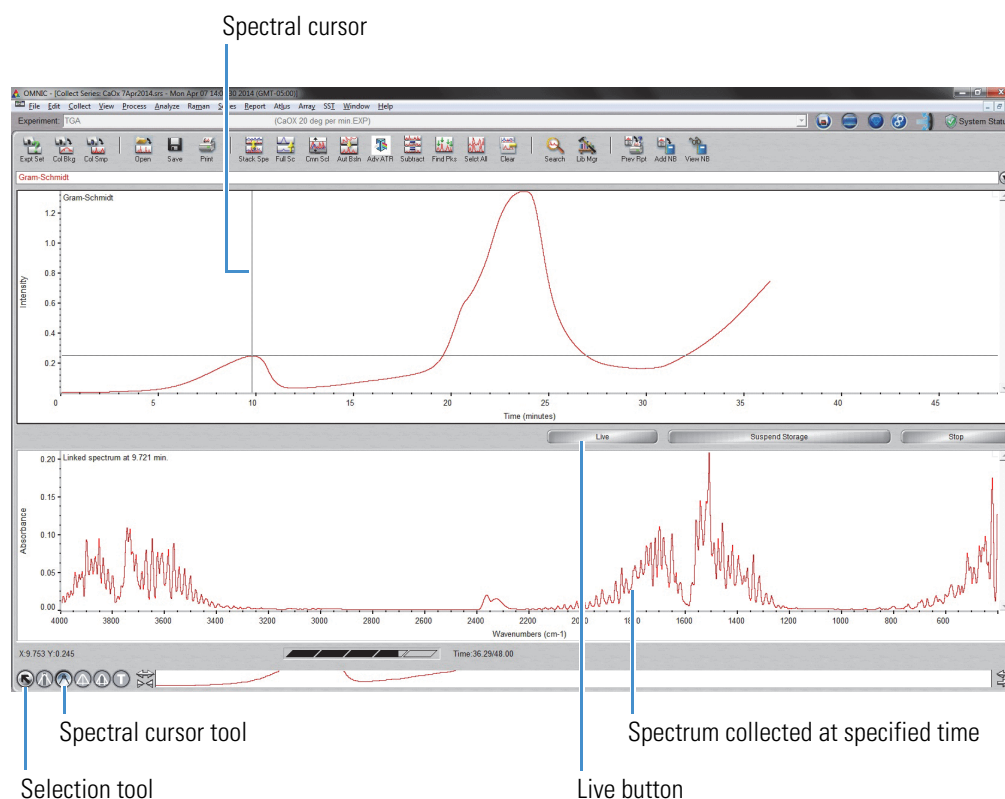 Spectral cursor
OMNIC - [Collect Series: CaOx 7Apr2014.srs - Mon Apr 07 14:0 :30 2014 (GMT-05:00)]
File Edit Collect View Process Analyze Raman Series Report Atlµs Array SST Window Help
Experiment: TGA (CaOX 20 deg per min.EXP) System Statu
Expt Set Col Bkg Col Smp Open Save Print Stack Spe Full Sc Cmn Scl Aut Bsln Adv ATR Subtract Find Pks Selct All Clear Search Lib Mgr Prev Rpt Add NB View NB
Gram-Schmidt
Gram-Schmidt
1.2
1.0
0.8
0.6
0.4
0.2
Intensity
0 5 10 15 20 25 30 35 40 45
Time (minutes)
Live Suspend Storage Stop
Linked spectrum at 9.721 min.
0.20
0.15
0.10
0.05
0.00
Absorbance
4000 3800 3600 3400 3200 3000 2800 2600 2400 2200 2000 1800 1600 1400 1200 1000 800 600
Wavenumbers (cm-1)
X:9.753 Y:0.245 Time:36.29/48.00
Spectral cursor tool Spectrum collected at specified time
Selection tool Live button